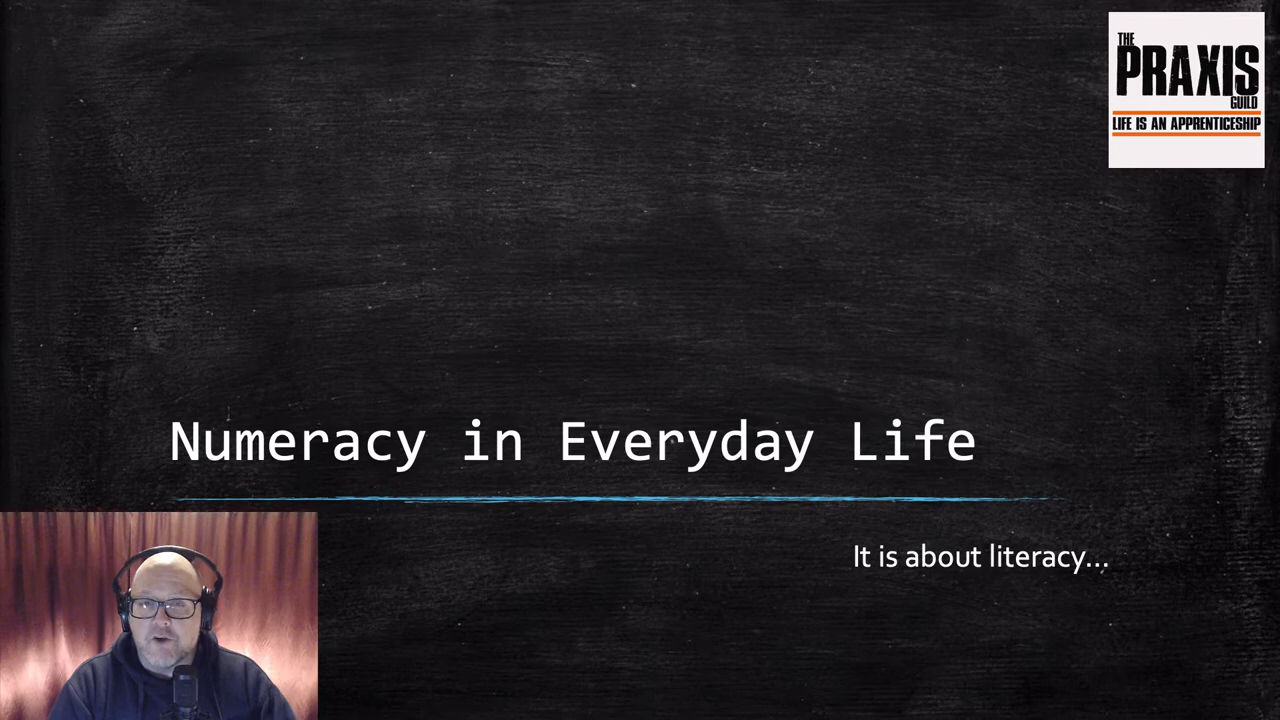 THE
PRAXIS
GUILD
LIFE IS AN APPRENTICESHIP
Numeracy in Everyday Life
It is about literacy...